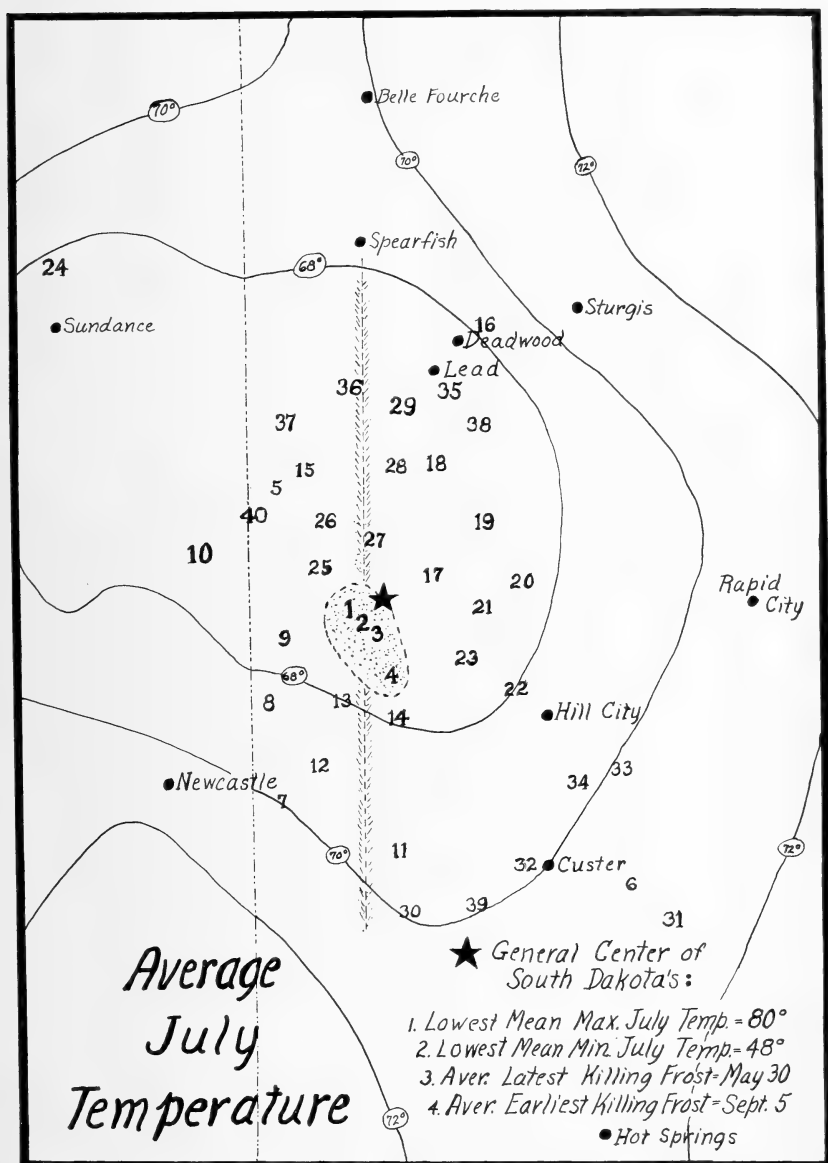 Belle Fourche
70°
70°
72°
Spearfish
24
68°
Sundance
Sturgis
16
Deadwood
Lead
36
35
29
37
38
15
28
18
5
40
26
19
27
10
25
17
20
Rapid
City
1
2
3
21
9
23
4
68°
22
8
13
14
Hill City
12
33
Newcastle
34
7
11
70°
72°
32
Custer
6
30
39
31
Average
July
Temperature
General Center of
South Dakota's:
1. Lowest Mean Max. July Temp. = 80°
2. Lowest Mean Min. July Temp. = 48°
3. Aver. Latest Killing Frost = May 30
4. Aver. Earliest Killing Frost = Sept. 5
72°
Hot Springs